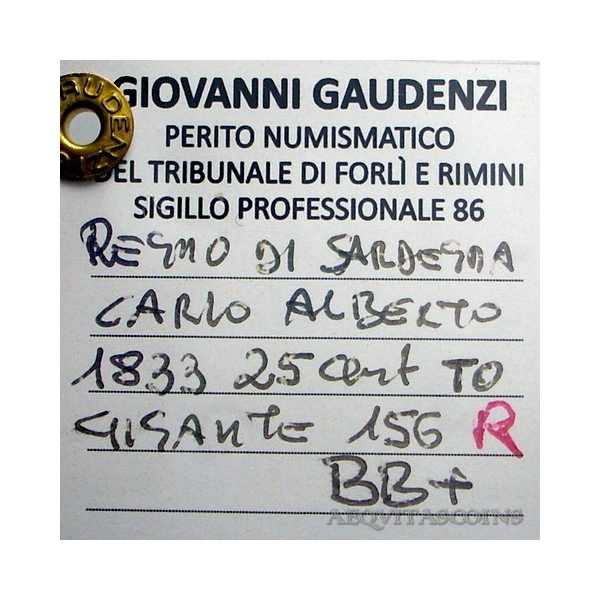 GIOVANNI GAUDENZI
PERITO NUMISMATICO
DEL TRIBUNALE DI FORLÌ E RIMINI
SIGILLO PROFESSIONALE 86
REGNO DI SARDEGNA
CARLO ALBERTO
1833 25 cent TO
GIGANTE 156 R
BB+
AEQVITASCOINS